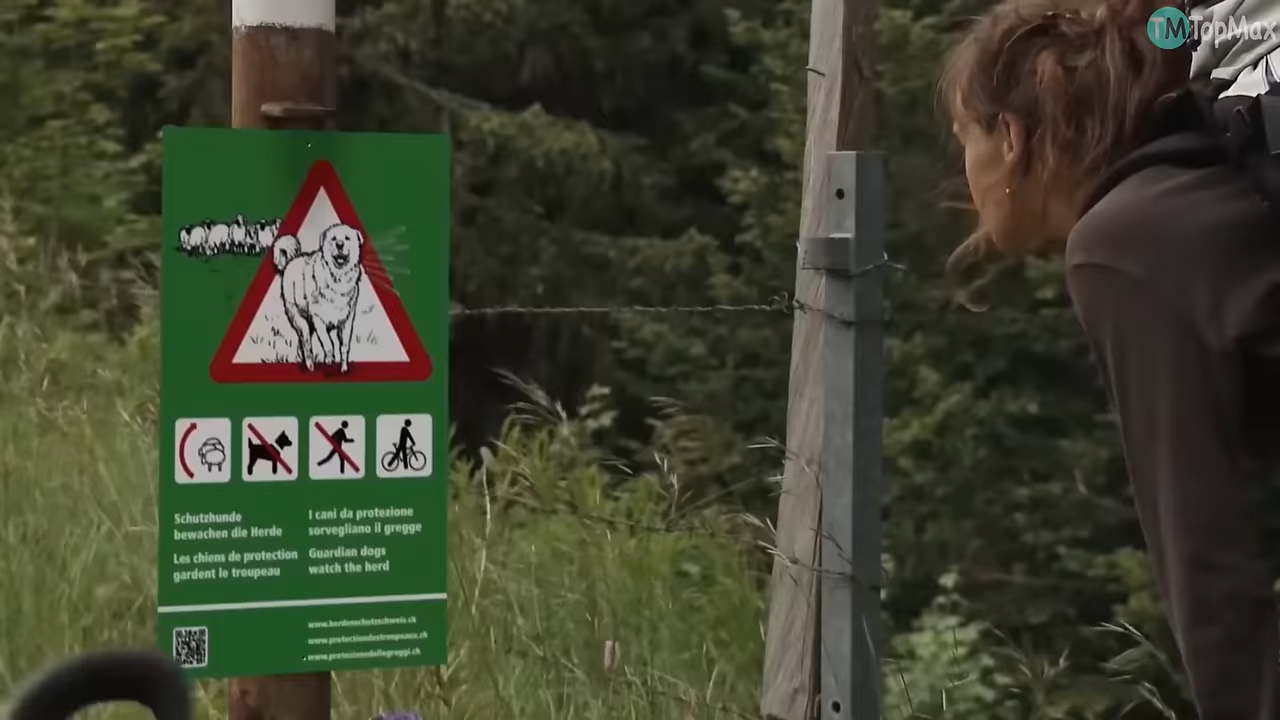 TM TopMax
Schutzhunde
bewachen die Herde
Les chiens de protection
gardent le troupeau
I cani da protezione
sorvegliano il gregge
Guardian dogs
watch the herd
www.herdenschutzschweiz.ch
www.protectiondestroupeaux.ch
www.protezionedellegreggi.ch